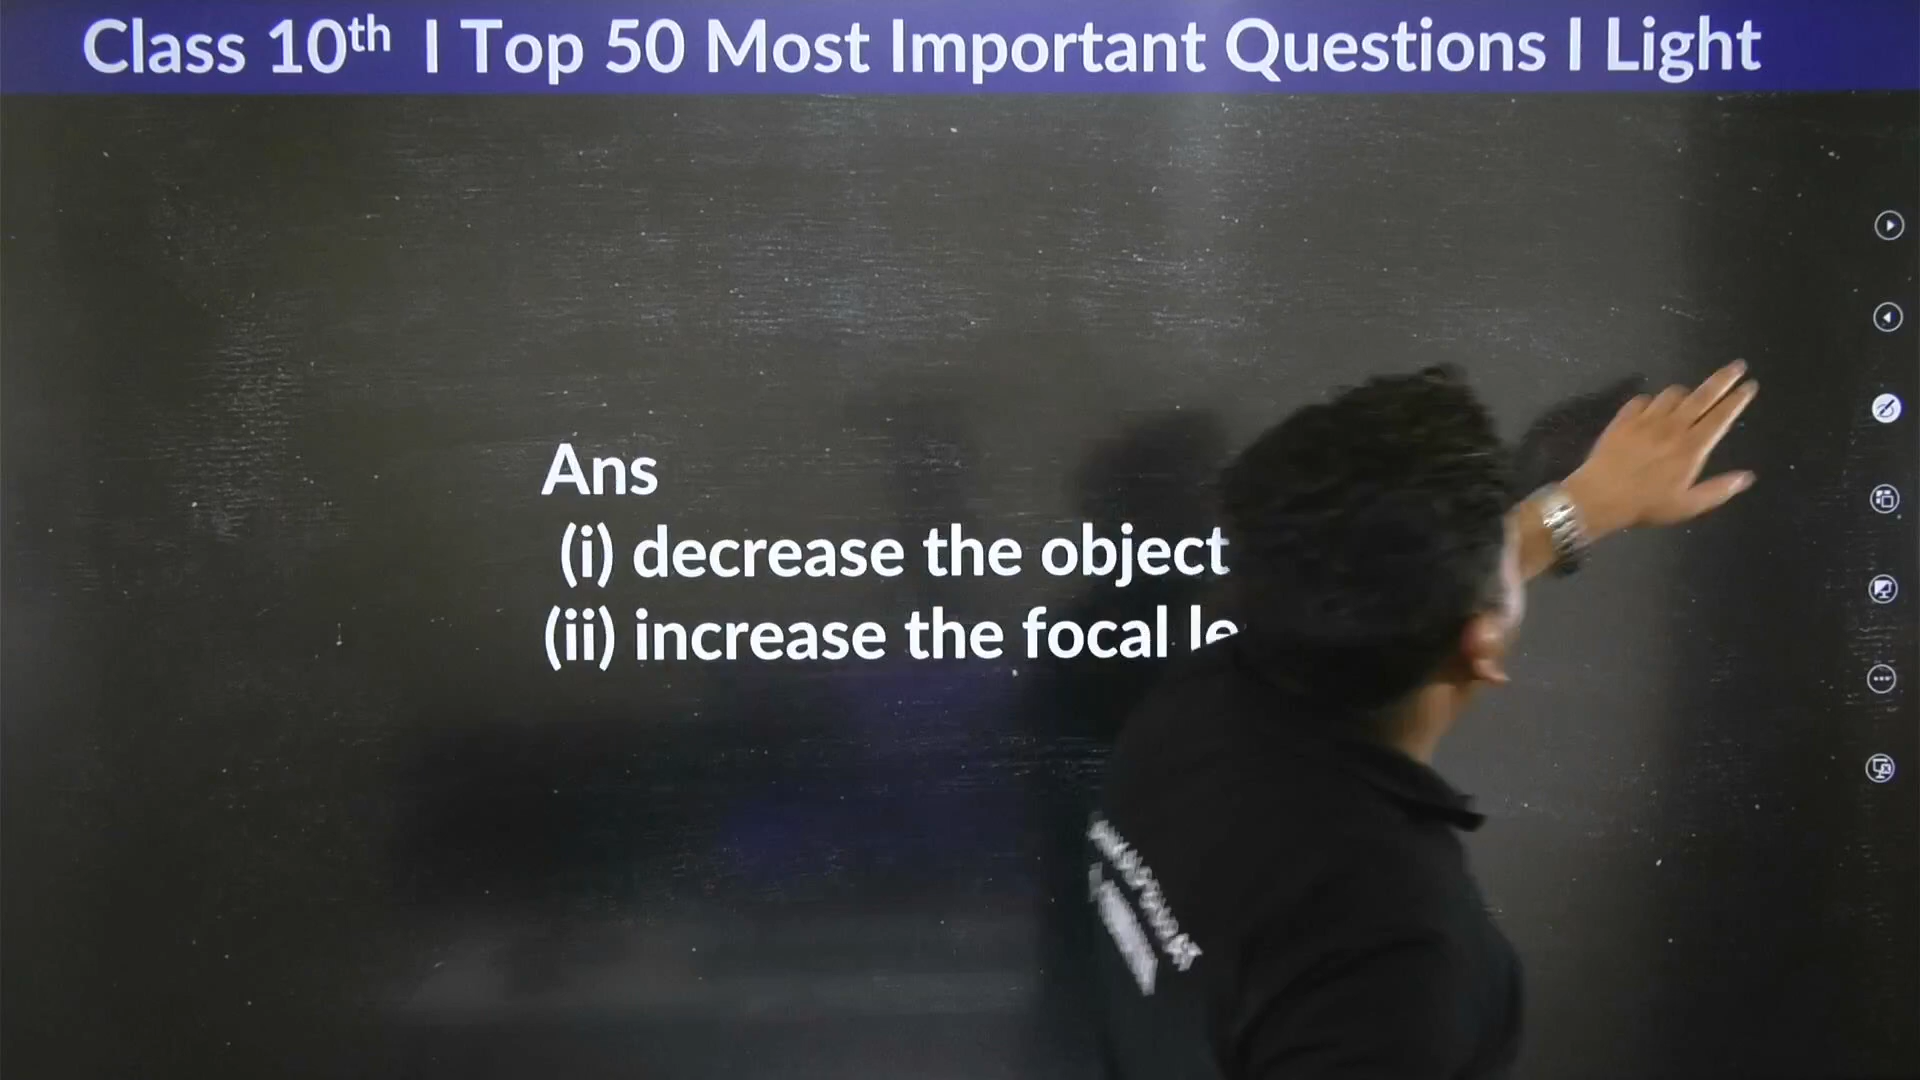 Class 10th I Top 50 Most Important Questions I Light
Ans
(i) decrease the object
(ii) increase the focal